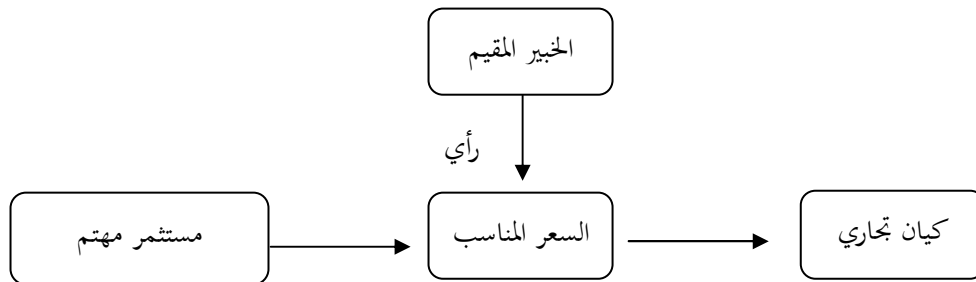 الخبير المقيم
رأي
كيان تجاري
السعر المناسب
مستثمر مهتم